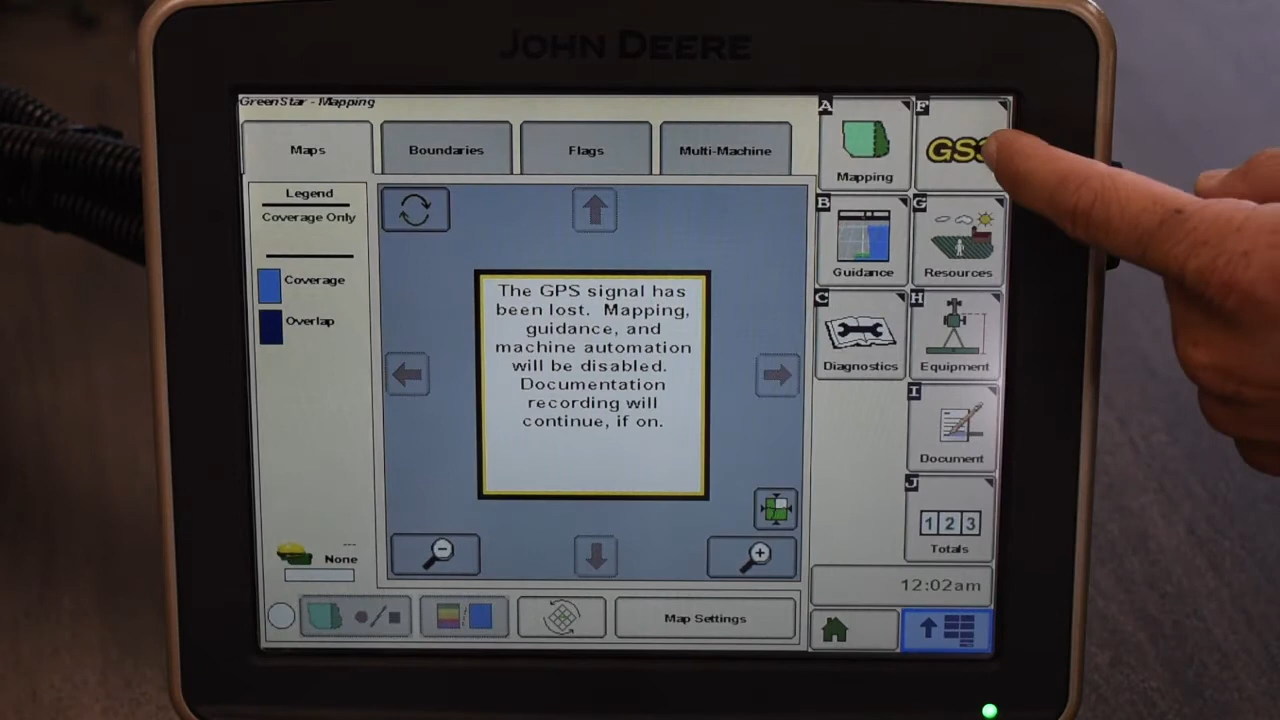 JOHN DEERE
GreenStar - Mapping
Maps
Boundaries
Flags
Multi-Machine
Legend
Coverage Only
Coverage
Overlap
---
None
The GPS signal has
been lost. Mapping,
guidance, and
machine automation
will be disabled.
Documentation
recording will
continue, if on.
Map Settings
A
Mapping
F
GS3
B
Guidance
G
Resources
C
Diagnostics
H
Equipment
I
Document
J
1 2 3
Totals
12:02am